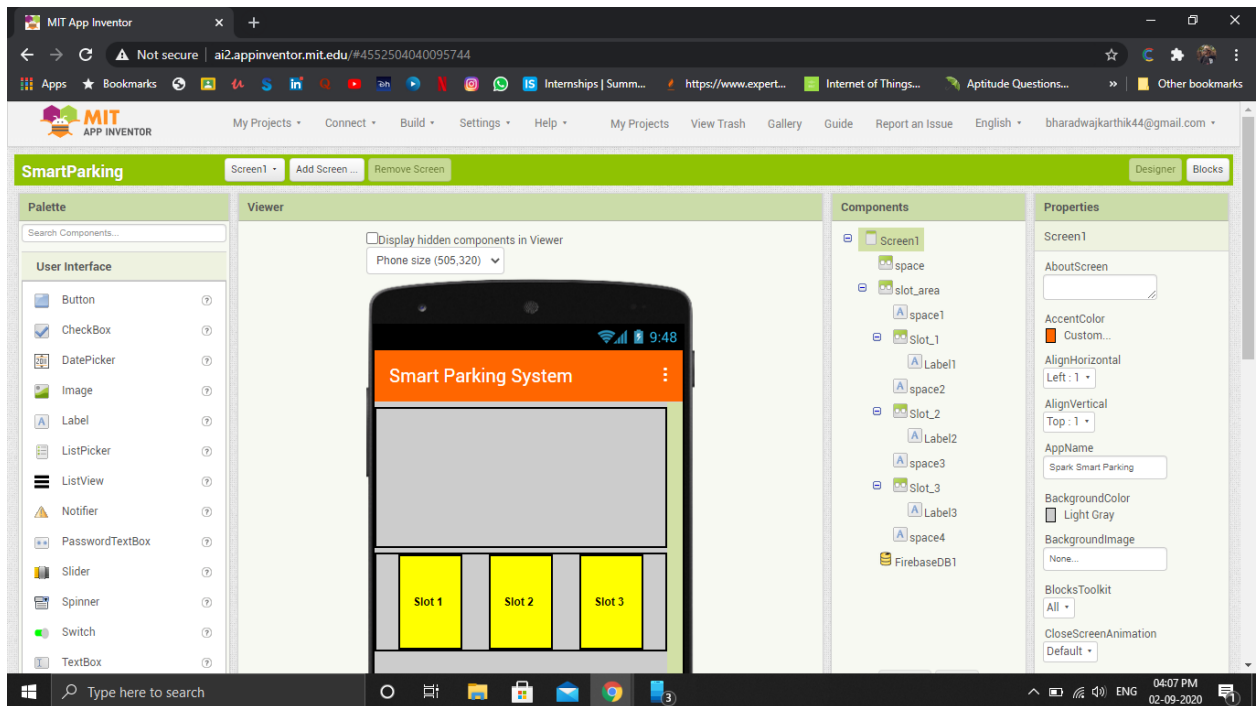 MIT App Inventor
Not secure | ai2.appinventor.mit.edu/#4552504040095744
Apps Bookmarks Internships | Summ... https://www.expert... Internet of Things... Aptitude Questions... » Other bookmarks
MIT
APP INVENTOR
My Projects Connect Build Settings Help My Projects View Trash Gallery Guide Report an Issue English bharadwajkarthik44@gmail.com
SmartParking Screen1 Add Screen ... Remove Screen Designer Blocks
Palette
Search Components...
User Interface
Button
CheckBox
DatePicker
Image
Label
ListPicker
ListView
Notifier
PasswordTextBox
Slider
Spinner
Switch
TextBox
Viewer
Display hidden components in Viewer
Phone size (505,320)
9:48
Smart Parking System
Slot 1 Slot 2 Slot 3
Components
Screen1
space
slot_area
space1
Slot_1
Label1
space2
Slot_2
Label2
space3
Slot_3
Label3
space4
FirebaseDB1
Properties
Screen1
AboutScreen
AccentColor
Custom...
AlignHorizontal
Left : 1
AlignVertical
Top : 1
AppName
Spark Smart Parking
BackgroundColor
Light Gray
BackgroundImage
None...
BlocksToolkit
All
CloseScreenAnimation
Default
Type here to search
(3)
ENG
04:07 PM
02-09-2020